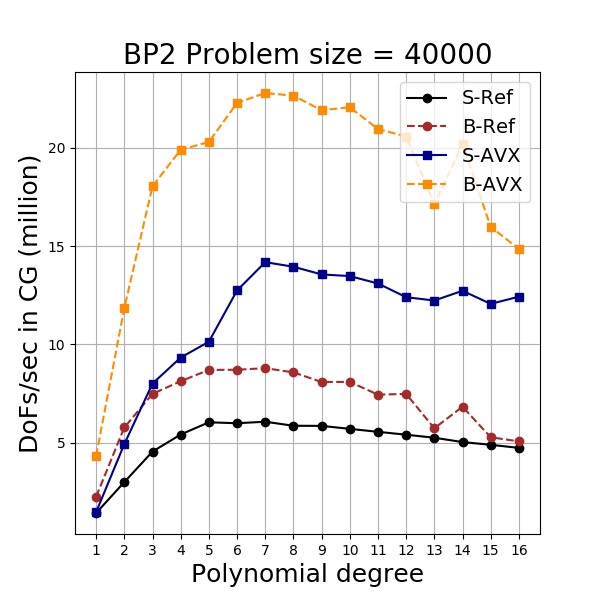 BP2 Problem size = 40000
S-Ref
B-Ref
S-AVX
B-AVX
20
15
10
5
DoFs/sec in CG (million)
1 2 3 4 5 6 7 8 9 10 11 12 13 14 15 16
Polynomial degree